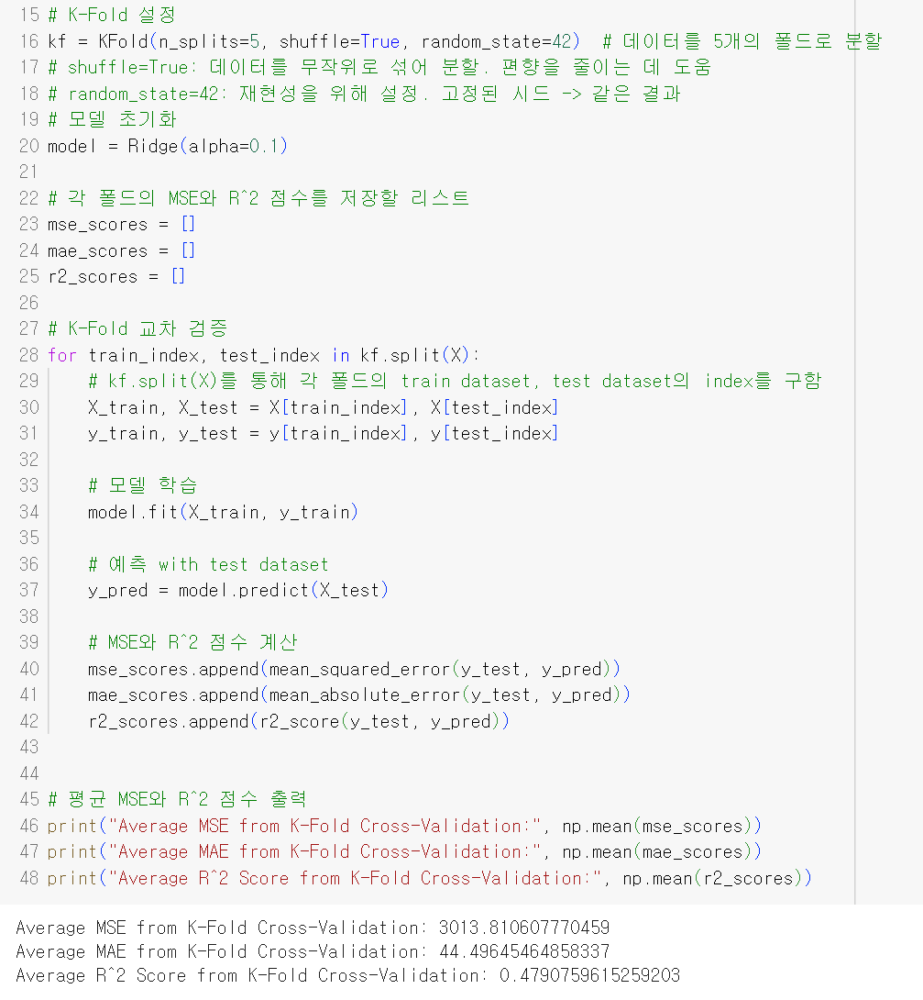 15 # K-Fold 설정
16 kf = KFold(n_splits=5, shuffle=True, random_state=42)  # 데이터를 5개의 폴드로 분할
17 # shuffle=True: 데이터를 무작위로 섞어 분할. 편향을 줄이는 데 도움
18 # random_state=42: 재현성을 위해 설정. 고정된 시드 -> 같은 결과
19 # 모델 초기화
20 model = Ridge(alpha=0.1)
21
22 # 각 폴드의 MSE와 R^2 점수를 저장할 리스트
23 mse_scores = []
24 mae_scores = []
25 r2_scores = []
26
27 # K-Fold 교차 검증
28 for train_index, test_index in kf.split(X):
29     # kf.split(X)를 통해 각 폴드의 train dataset, test dataset의 index를 구함
30     X_train, X_test = X[train_index], X[test_index]
31     y_train, y_test = y[train_index], y[test_index]
32
33     # 모델 학습
34     model.fit(X_train, y_train)
35
36     # 예측 with test dataset
37     y_pred = model.predict(X_test)
38
39     # MSE와 R^2 점수 계산
40     mse_scores.append(mean_squared_error(y_test, y_pred))
41     mae_scores.append(mean_absolute_error(y_test, y_pred))
42     r2_scores.append(r2_score(y_test, y_pred))
43
44
45 # 평균 MSE와 R^2 점수 출력
46 print("Average MSE from K-Fold Cross-Validation:", np.mean(mse_scores))
47 print("Average MAE from K-Fold Cross-Validation:", np.mean(mae_scores))
48 print("Average R^2 Score from K-Fold Cross-Validation:", np.mean(r2_scores))
Average MSE from K-Fold Cross-Validation: 3013.810607770459
Average MAE from K-Fold Cross-Validation: 44.49645464858337
Average R^2 Score from K-Fold Cross-Validation: 0.4790759615259203